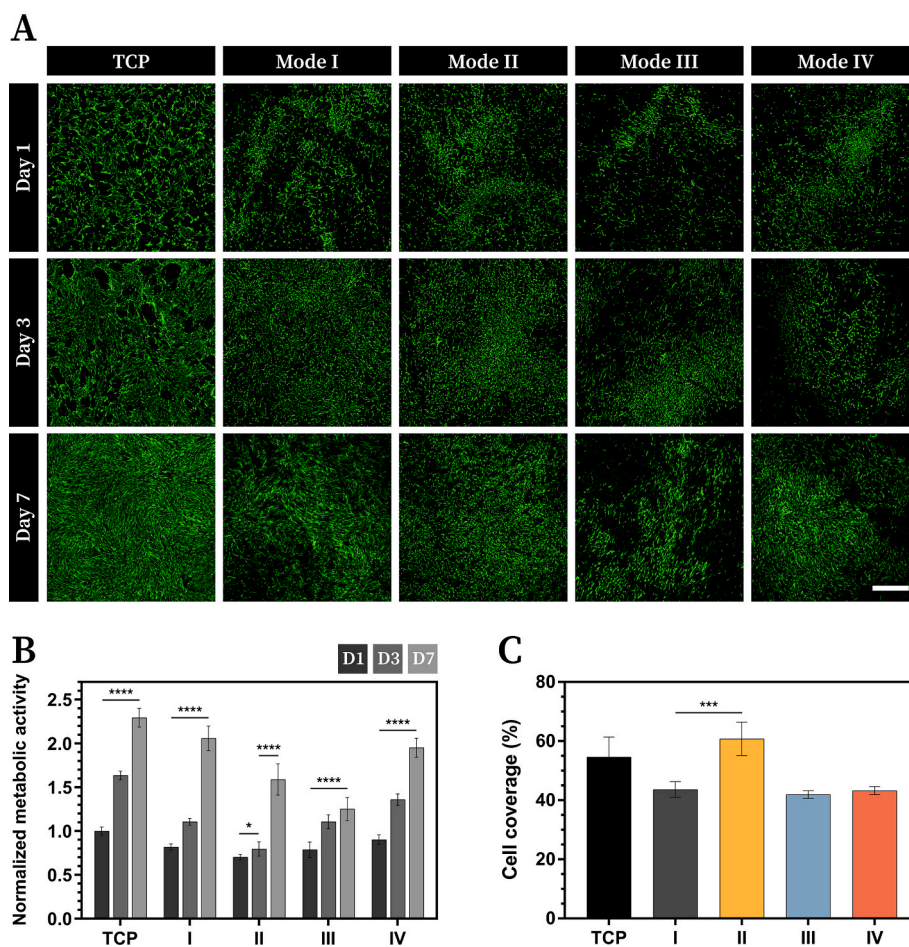 A
TCP Mode I Mode II Mode III Mode IV
Day 1
Day 3
Day 7
B
D1 D3 D7
Normalized metabolic activity
2.5
2.0
1.5
1.0
0.5
0.0
**** **** **** **** ****
*
TCP I II III IV
C
Cell coverage (%)
80
60
40
20
0
***
TCP I II III IV